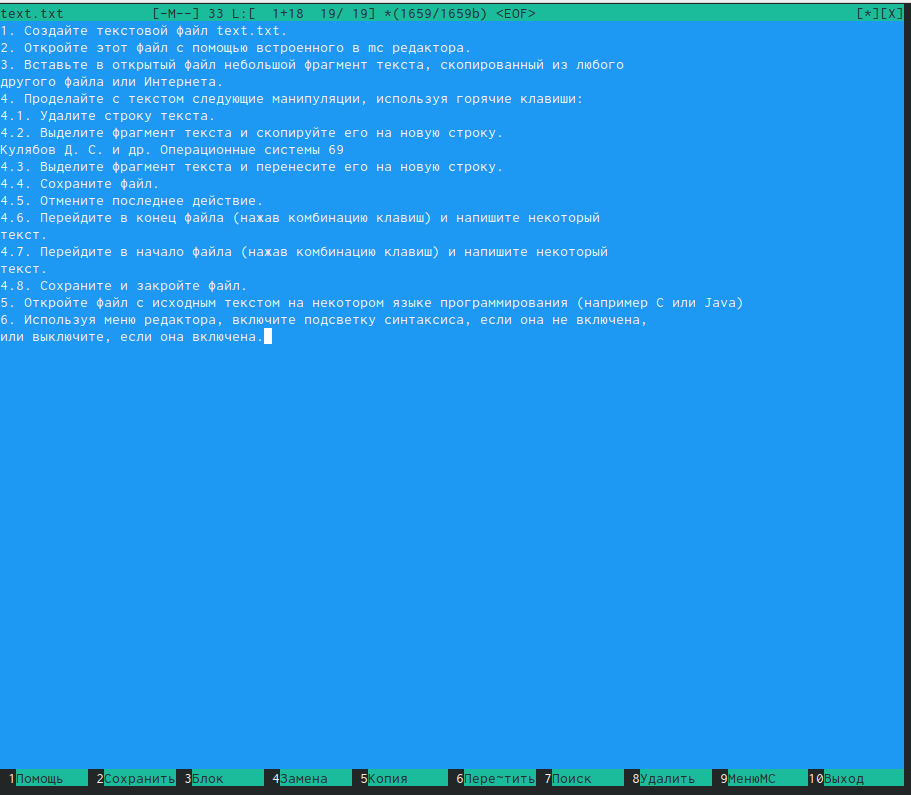 text.txt [-M--] 33 L:[ 1+18 19/ 19] *(1659/1659b) <EOF> [*][X]
1. Создайте текстовой файл text.txt.
2. Откройте этот файл с помощью встроенного в mc редактора.
3. Вставьте в открытый файл небольшой фрагмент текста, скопированный из любого
другого файла или Интернета.
4. Проделайте с текстом следующие манипуляции, используя горячие клавиши:
4.1. Удалите строку текста.
4.2. Выделите фрагмент текста и скопируйте его на новую строку.
Кулябов Д. С. и др. Операционные системы 69
4.3. Выделите фрагмент текста и перенесите его на новую строку.
4.4. Сохраните файл.
4.5. Отмените последнее действие.
4.6. Перейдите в конец файла (нажав комбинацию клавиш) и напишите некоторый
текст.
4.7. Перейдите в начало файла (нажав комбинацию клавиш) и напишите некоторый
текст.
4.8. Сохраните и закройте файл.
5. Откройте файл с исходным текстом на некотором языке программирования (например C или Java)
6. Используя меню редактора, включите подсветку синтаксиса, если она не включена,
или выключите, если она включена.
1Помощь 2Сохранить 3Блок 4Замена 5Копия 6Пере~тить 7Поиск 8Удалить 9МенюMC 10Выход